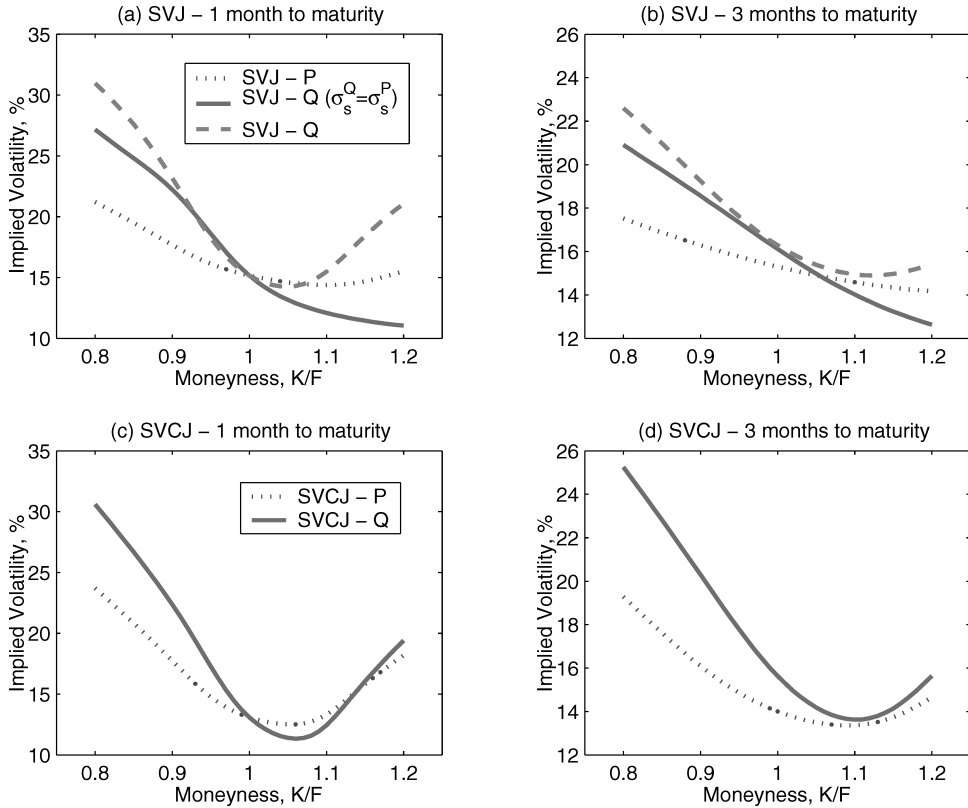 (a) SVJ – 1 month to maturity
35
30
25
20
15
10
Implied Volatility, %
SVJ – P
SVJ – Q (σ_s^Q=σ_s^P)
SVJ – Q
0.8 0.9 1 1.1 1.2
Moneyness, K/F
(b) SVJ – 3 months to maturity
26
24
22
20
18
16
14
12
Implied Volatility, %
0.8 0.9 1 1.1 1.2
Moneyness, K/F
(c) SVCJ – 1 month to maturity
35
30
25
20
15
10
Implied Volatility, %
SVCJ – P
SVCJ – Q
0.8 0.9 1 1.1 1.2
Moneyness, K/F
(d) SVCJ – 3 months to maturity
26
24
22
20
18
16
14
12
Implied Volatility, %
0.8 0.9 1 1.1 1.2
Moneyness, K/F